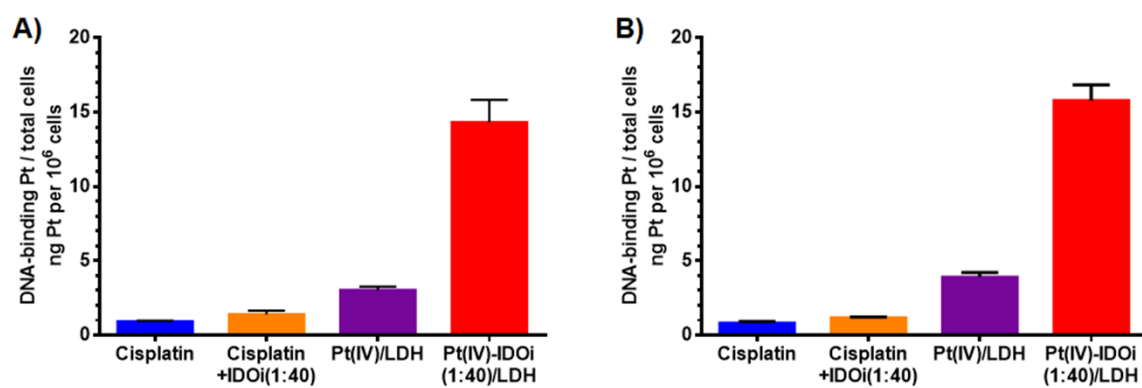 A)
DNA-binding Pt / total cells
ng Pt per 10⁶ cells
20
15
10
5
0
Cisplatin
Cisplatin
+IDOi(1:40)
Pt(IV)/LDH
Pt(IV)-IDOi
(1:40)/LDH
B)
DNA-binding Pt / total cells
ng Pt per 10⁶ cells
20
15
10
5
0
Cisplatin
Cisplatin
+IDOi(1:40)
Pt(IV)/LDH
Pt(IV)-IDOi
(1:40)/LDH